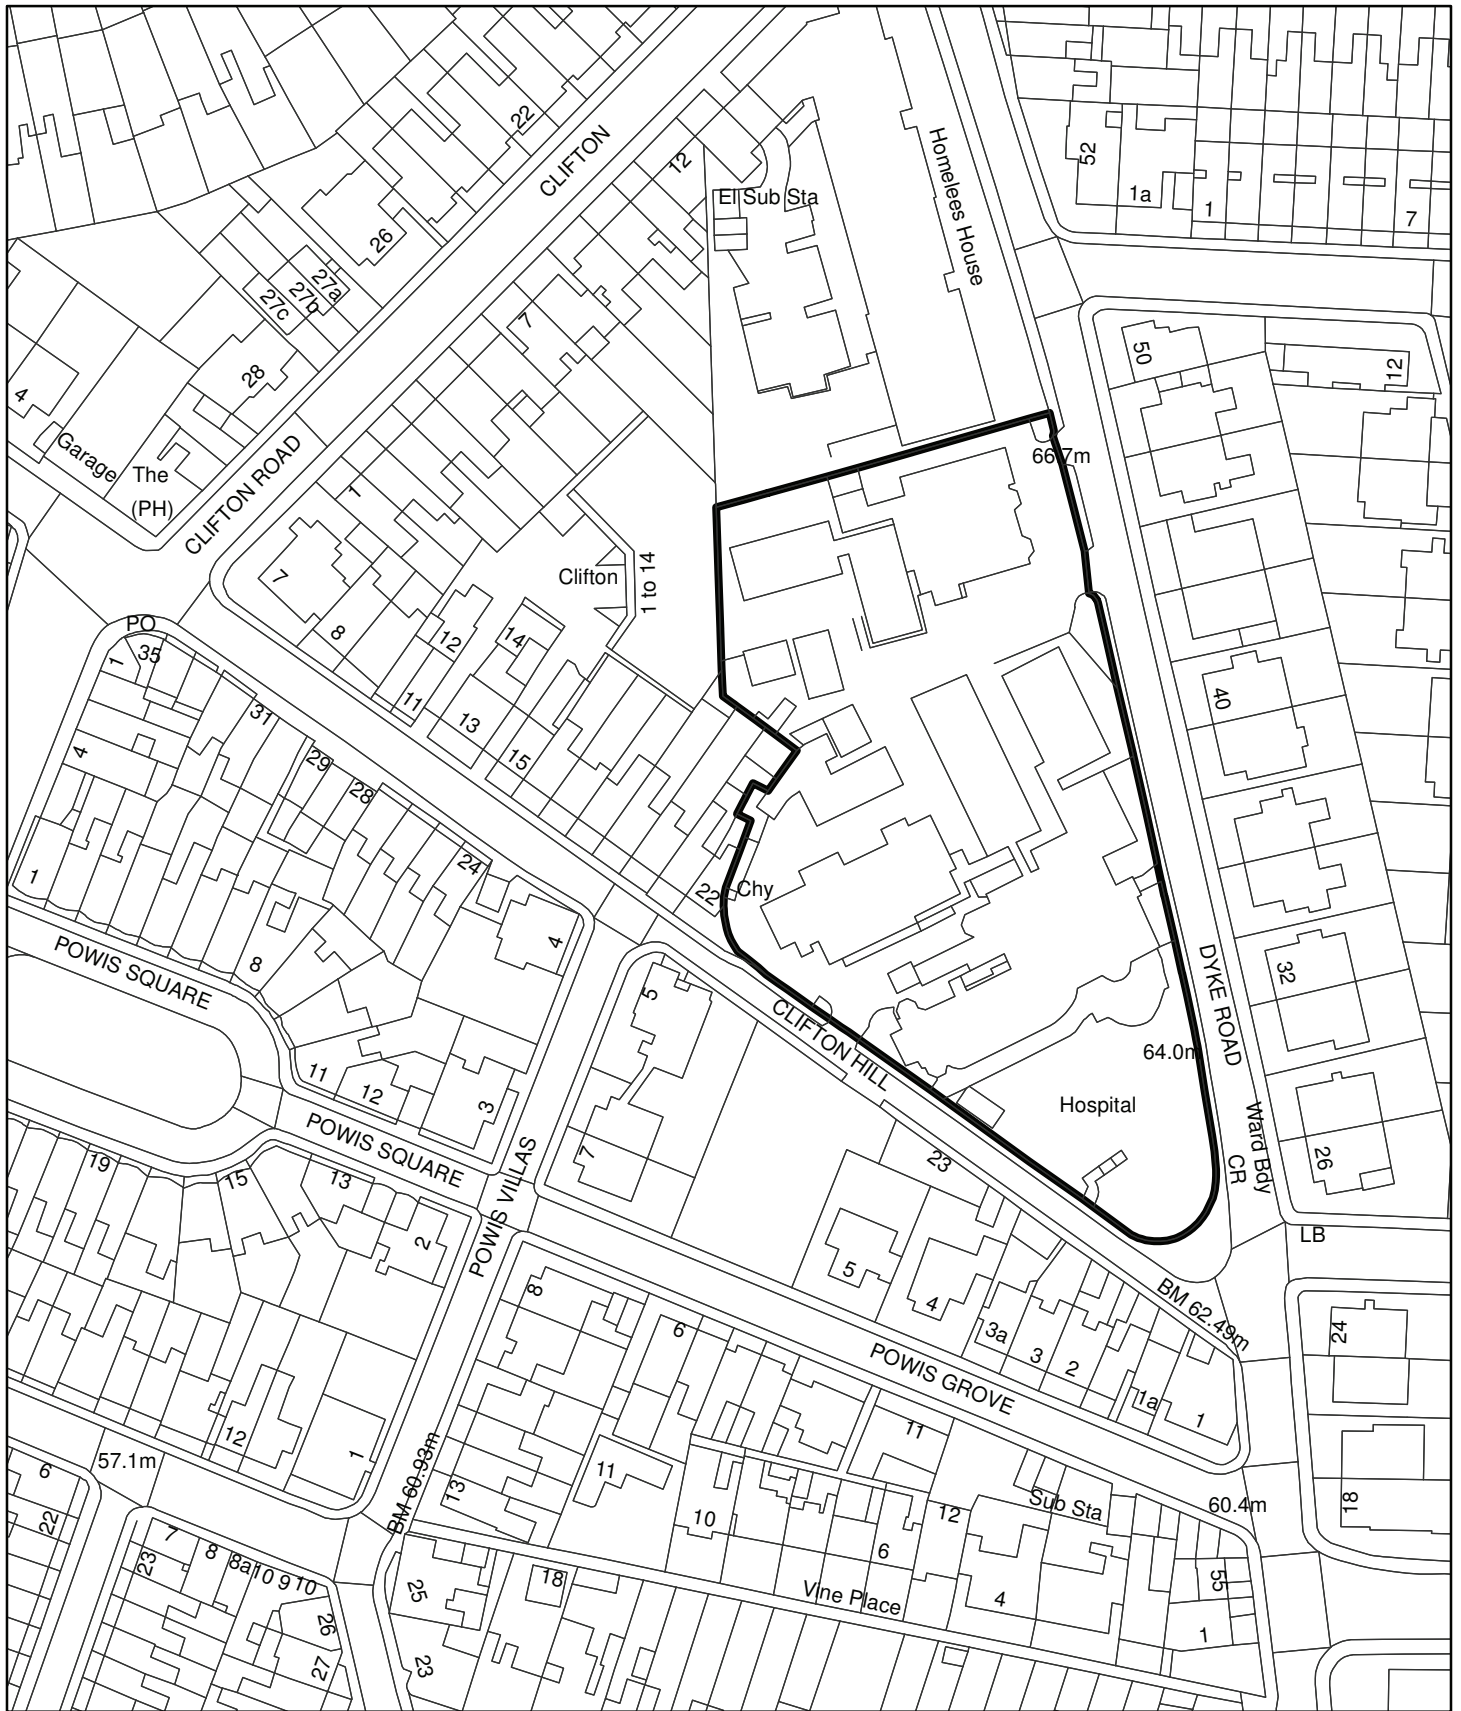 22
CLIFTON
12
El Sub Sta
Homelees House
52
1a
1
7
26
27a
27b
27c
28
4
Garage
The
(PH)
CLIFTON ROAD
7
1
50
12
66.7m
7
8
12
14
11
13
15
Clifton
1 to 14
PO
35
1
4
1
31
29
28
24
22
Chy
40
32
26
POWIS SQUARE
8
4
5
7
CLIFTON HILL
DYKE ROAD
64.0m
Hospital
Ward Bdy
CR
LB
11
12
3
POWIS SQUARE
POWIS VILLAS
19
15
13
2
23
5
4
3a
3
2
1a
1
BM 62.49m
24
18
8
6
POWIS GROVE
12
1
57.1m
BM 60.93m
13
11
10
11
12
6
Sub Sta
60.4m
4
55
1
Vine Place
6
22
7
23
8
8a
10
9
10
26
27
25
23
18